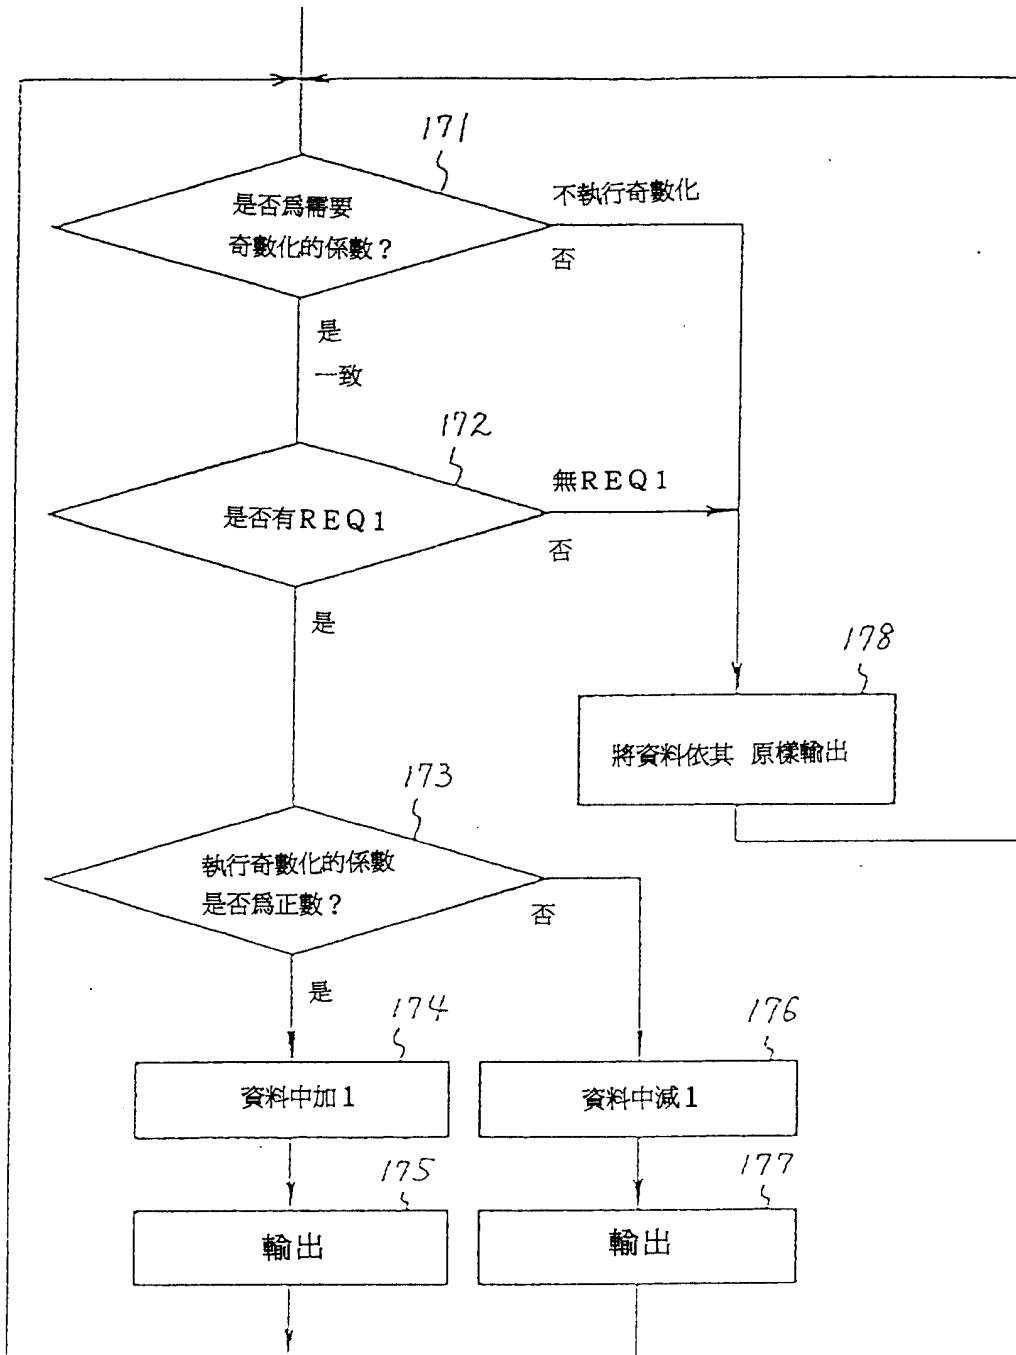 171
是否爲需要
奇數化的係數？
不執行奇數化
否
是
一致
172
是否有REQ1
無REQ1
否
是
178
將資料依其 原樣輸出
173
執行奇數化的係數
是否爲正數？
否
是
174
資料中加1
176
資料中減1
175
輸出
177
輸出